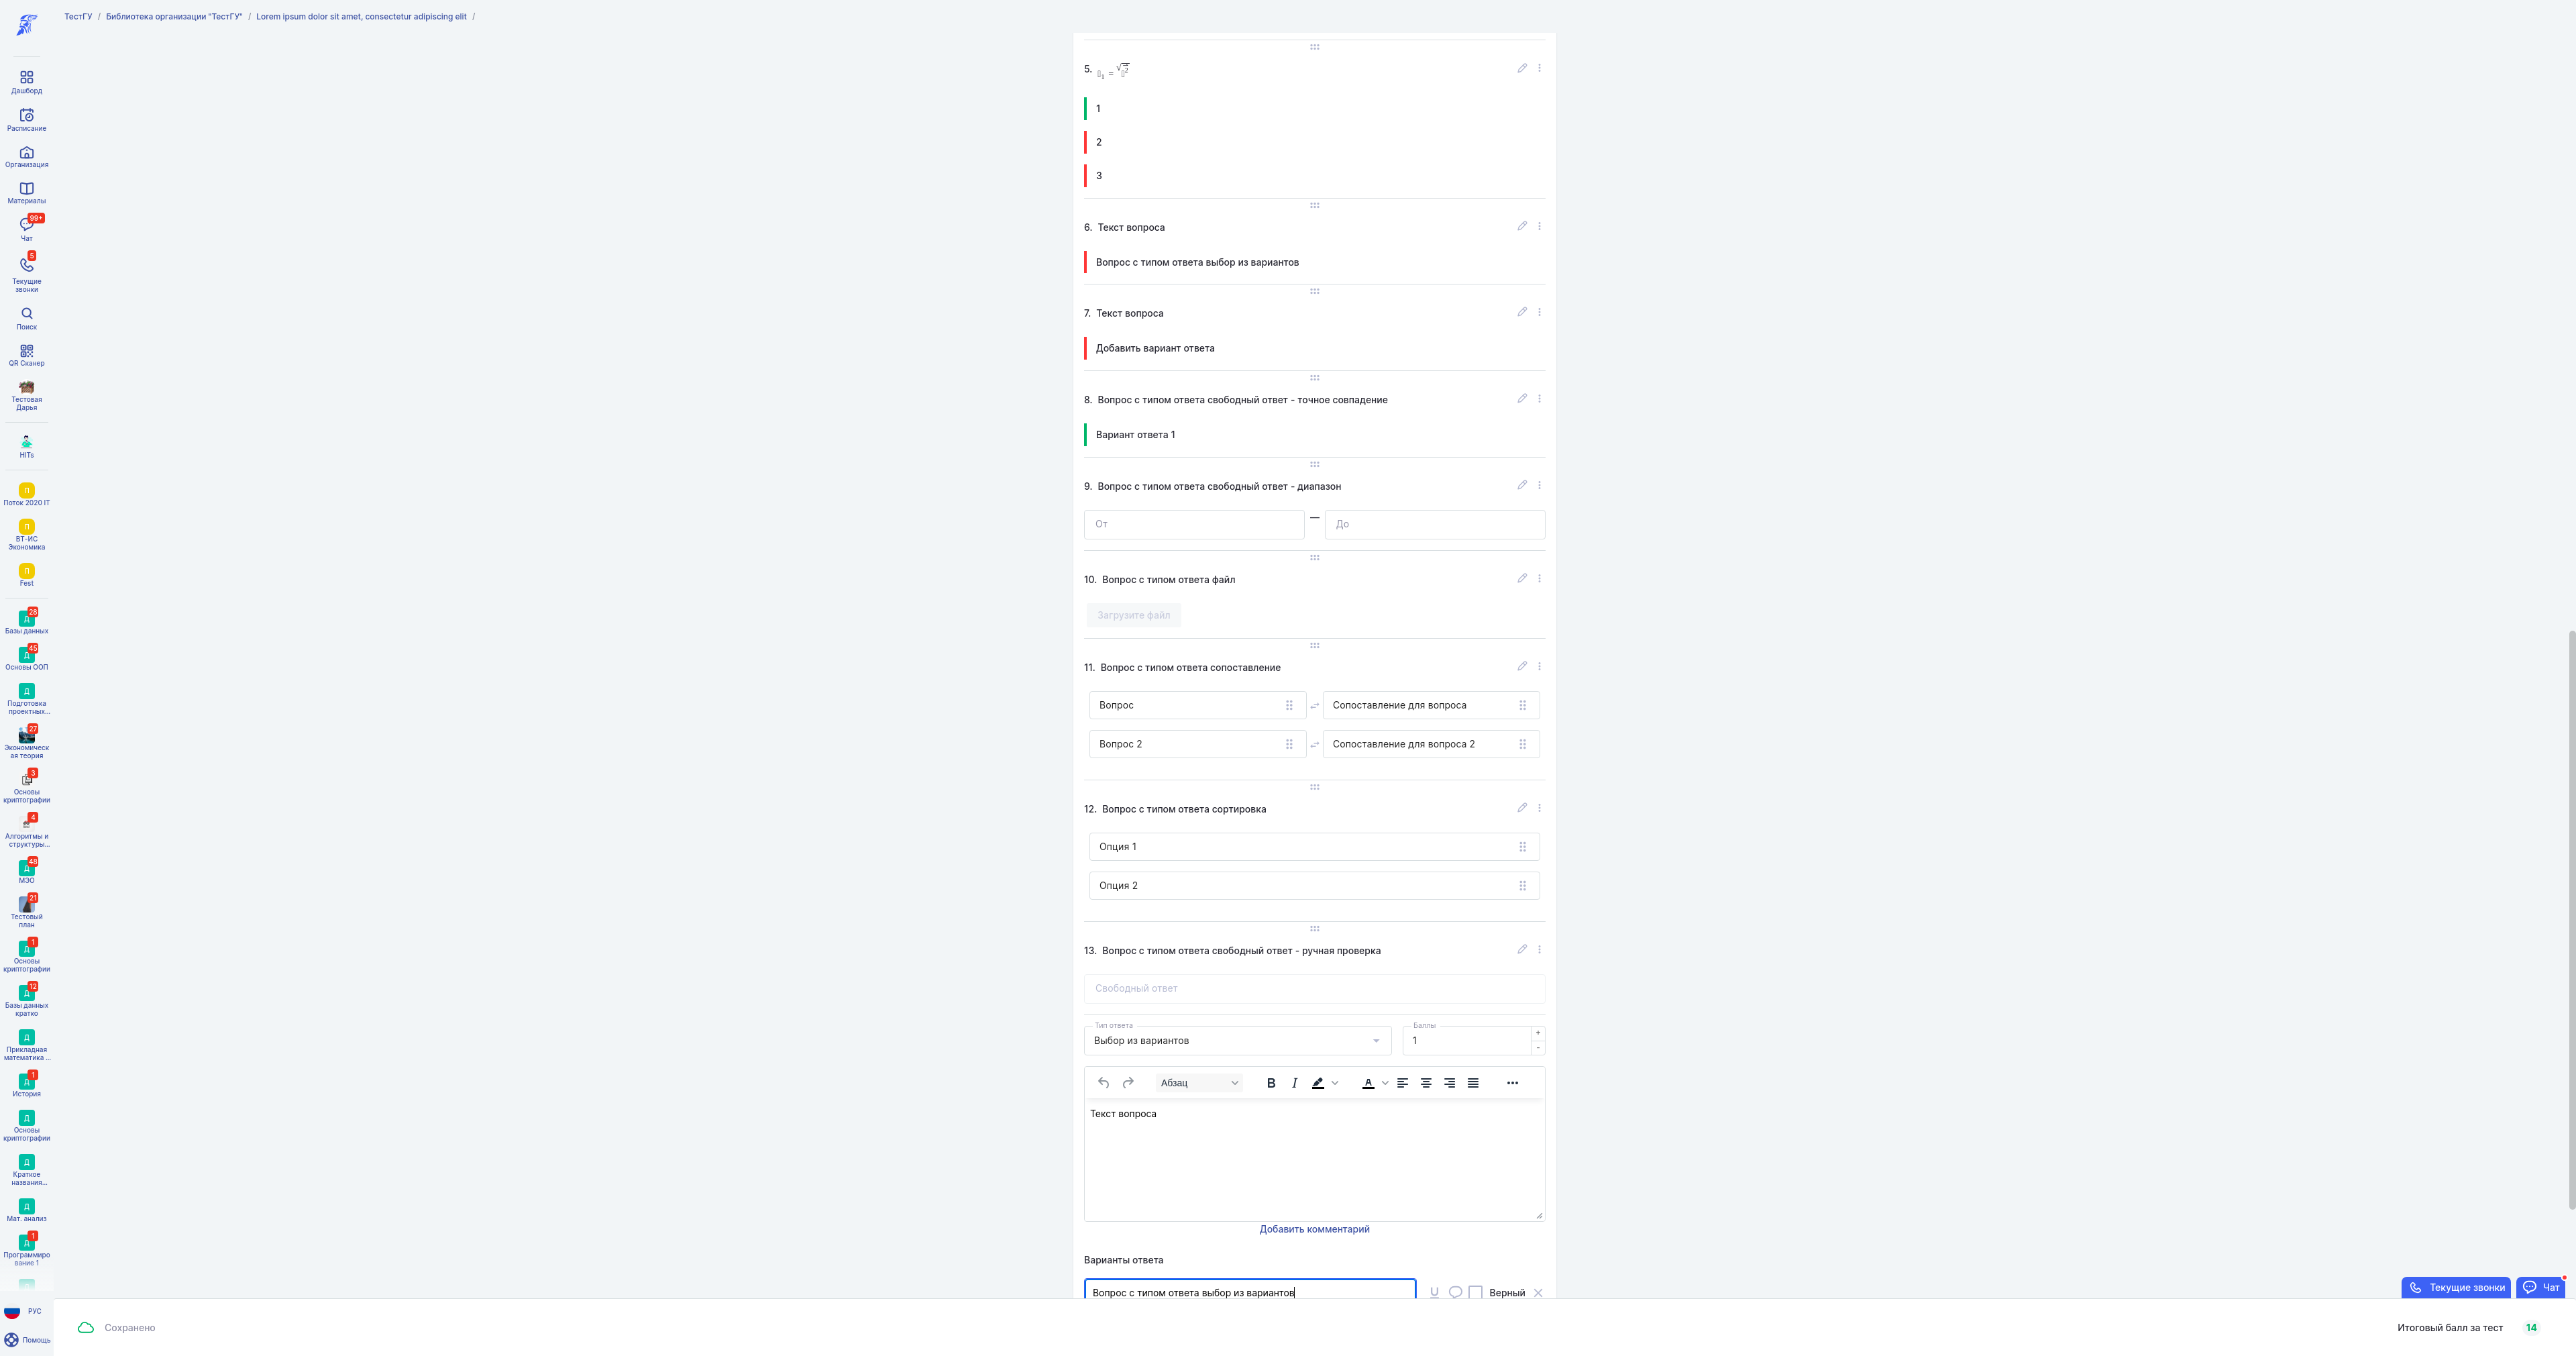 ТестГУ / Библиотека организации "ТестГУ" / Lorem ipsum dolor sit amet, consectetur adipiscing elit /
Дашборд
Расписание
Организация
Материалы
99+
Чат
5
Текущие
звонки
Поиск
QR Сканер
Тестовая
Дарья
HITs
П
Поток 2020 IT
П
ВТ-ИС
Экономика
П
Fest
28
Д
Базы данных
45
Д
Основы ООП
Д
Подготовка
проектных...
27
Экономическ
ая теория
3
Основы
криптографии
4
Алгоритмы и
структуры...
48
Д
МЭО
21
Тестовый
план
1
Д
Основы
криптографии
12
Д
Базы данных
кратко
Д
Прикладная
математика ...
1
Д
История
Д
Основы
криптографии
Д
Краткое
названия...
Д
Мат. анализ
1
Д
Программиро
вание 1
РУС
Помощь
5.
1
2
3
6. Текст вопроса
Вопрос с типом ответа выбор из вариантов
7. Текст вопроса
Добавить вариант ответа
8. Вопрос с типом ответа свободный ответ - точное совпадение
Вариант ответа 1
9. Вопрос с типом ответа свободный ответ - диапазон
От — До
10. Вопрос с типом ответа файл
Загрузите файл
11. Вопрос с типом ответа сопоставление
Вопрос Сопоставление для вопроса
Вопрос 2 Сопоставление для вопроса 2
12. Вопрос с типом ответа сортировка
Опция 1
Опция 2
13. Вопрос с типом ответа свободный ответ - ручная проверка
Свободный ответ
Тип ответа Баллы
Выбор из вариантов 1 + -
Абзац B I A ...
Текст вопроса
Добавить комментарий
Варианты ответа
Вопрос с типом ответа выбор из вариантов Верный
Текущие звонки Чат
Сохранено Итоговый балл за тест 14